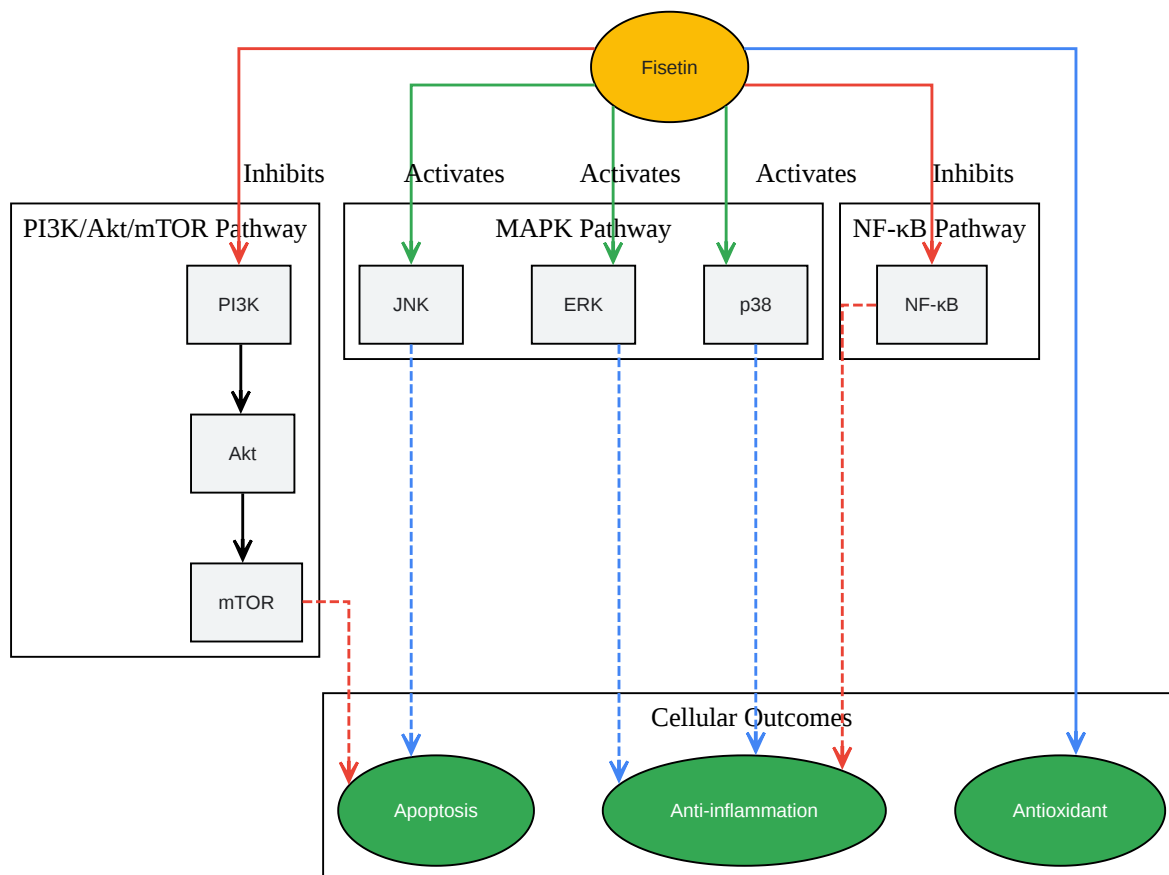 Fisetin
Inhibits
Activates
Activates
Activates
Inhibits
PI3K/Akt/mTOR Pathway
MAPK Pathway
NF-κB Pathway
PI3K
JNK
ERK
p38
NF-κB
Akt
mTOR
Cellular Outcomes
Apoptosis
Anti-inflammation
Antioxidant